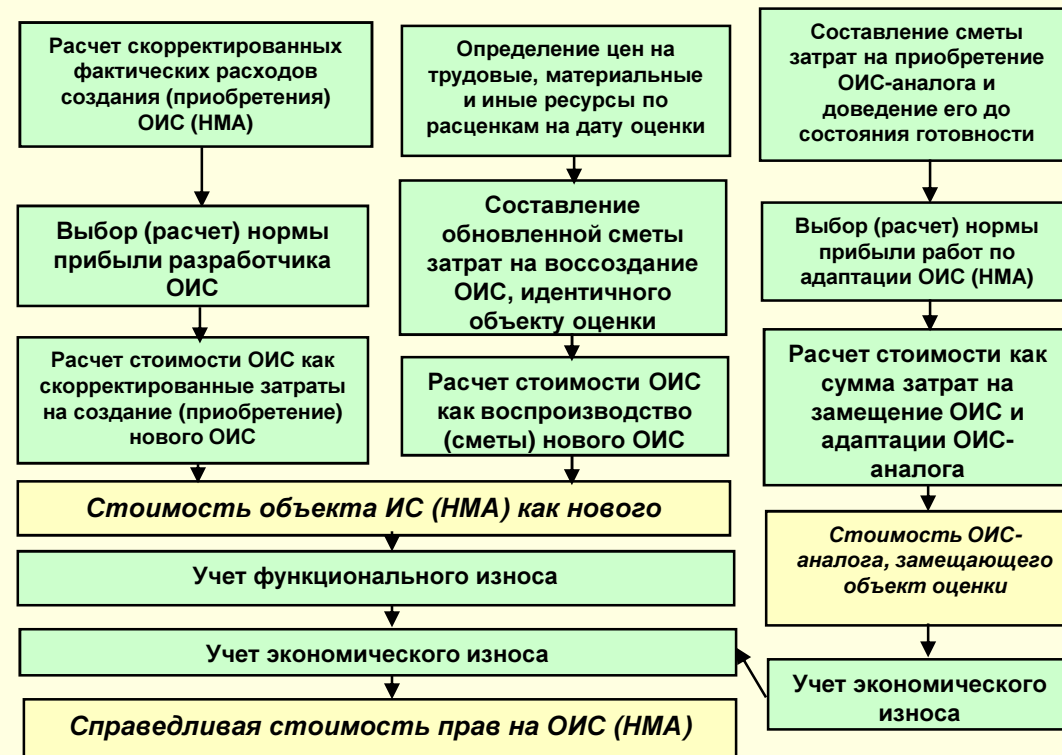 Расчет скорректированных
фактических расходов
создания (приобретения)
ОИС (НМА)
Выбор (расчет) нормы
прибыли разработчика
ОИС
Расчет стоимости ОИС как
скорректированные затраты
на создание (приобретение)
нового ОИС
Определение цен на
трудовые, материальные
и иные ресурсы по
расценкам на дату оценки
Составление
обновленной сметы
затрат на воссоздание
ОИС, идентичного
объекту оценки
Расчет стоимости ОИС
как воспроизводство
(сметы) нового ОИС
Составление сметы
затрат на приобретение
ОИС-аналога и
доведение его до
состояния готовности
Выбор (расчет) нормы
прибыли работ по
адаптации ОИС (НМА)
Расчет стоимости как
сумма затрат на
замещение ОИС и
адаптации ОИС-
аналога
Стоимость объекта ИС (НМА) как нового
Учет функционального износа
Учет экономического износа
Справедливая стоимость прав на ОИС (НМА)
Стоимость ОИС-
аналога, замещающего
объект оценки
Учет экономического
износа